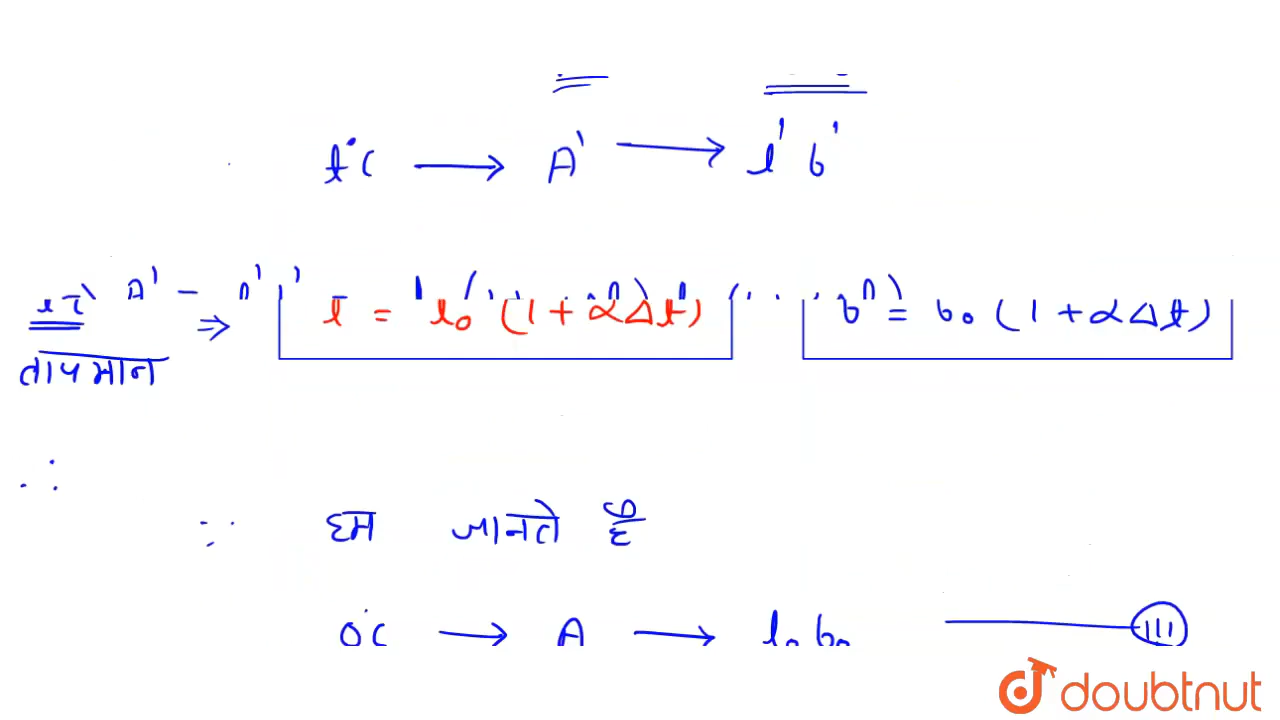 t°C → A' → l' b'
A' –
⇒ l = l₀ (1 + αΔt) b = b₀ (1 + αΔt)
तापमान
∴
∵ हम जानते है
0°C → A → l₀ b₀ III
doubtnut